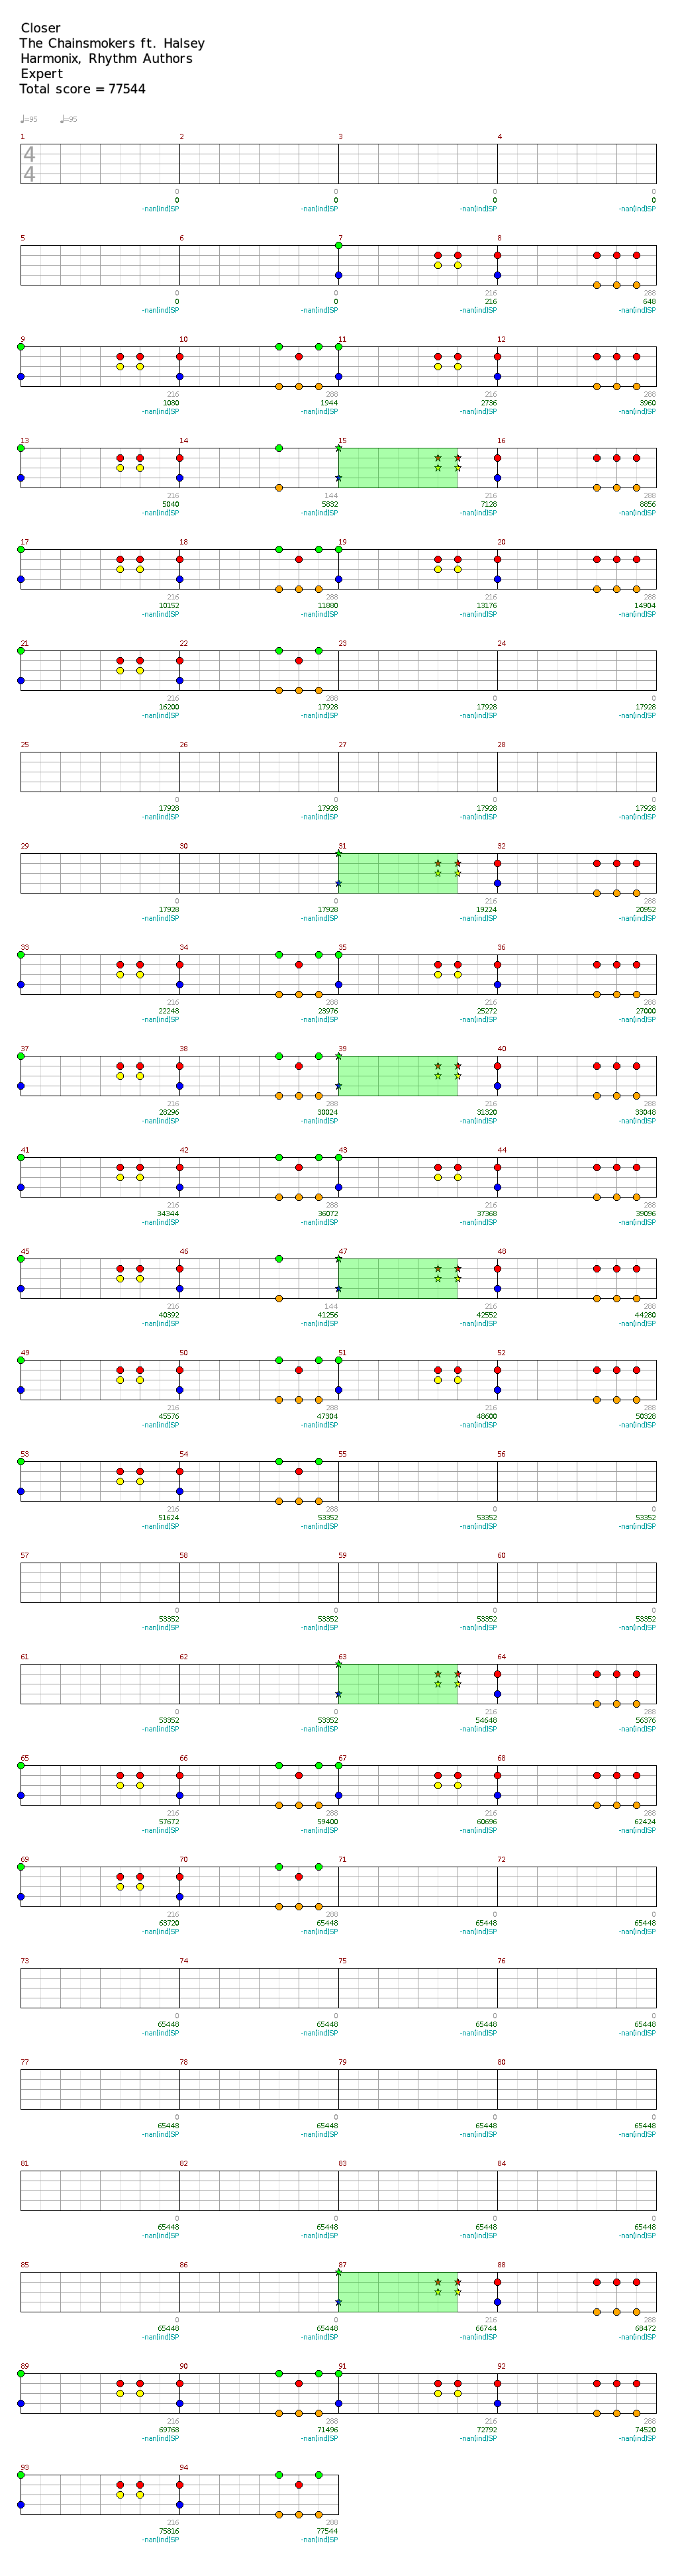 Closer
The Chainsmokers ft. Halsey
Harmonix, Rhythm Authors
Expert
Total score = 77544
♩=95 ♩=95
1 2 3 4
4
4
0 0 0 0
0 0 0 0
-nan[ind]SP -nan[ind]SP -nan[ind]SP -nan[ind]SP
5 6 7 8
0 0 216 288
0 0 216 648
-nan[ind]SP -nan[ind]SP -nan[ind]SP -nan[ind]SP
9 10 11 12
216 288 216 288
1080 1944 2736 3960
-nan[ind]SP -nan[ind]SP -nan[ind]SP -nan[ind]SP
13 14 15 16
216 144 216 288
5040 5832 7128 8856
-nan[ind]SP -nan[ind]SP -nan[ind]SP -nan[ind]SP
17 18 19 20
216 288 216 288
10152 11880 13176 14904
-nan[ind]SP -nan[ind]SP -nan[ind]SP -nan[ind]SP
21 22 23 24
216 288 0 0
16200 17928 17928 17928
-nan[ind]SP -nan[ind]SP -nan[ind]SP -nan[ind]SP
25 26 27 28
0 0 0 0
17928 17928 17928 17928
-nan[ind]SP -nan[ind]SP -nan[ind]SP -nan[ind]SP
29 30 31 32
0 0 216 288
17928 17928 19224 20952
-nan[ind]SP -nan[ind]SP -nan[ind]SP -nan[ind]SP
33 34 35 36
216 288 216 288
22248 23976 25272 27000
-nan[ind]SP -nan[ind]SP -nan[ind]SP -nan[ind]SP
37 38 39 40
216 288 216 288
28296 30024 31320 33048
-nan[ind]SP -nan[ind]SP -nan[ind]SP -nan[ind]SP
41 42 43 44
216 288 216 288
34344 36072 37368 39096
-nan[ind]SP -nan[ind]SP -nan[ind]SP -nan[ind]SP
45 46 47 48
216 144 216 288
40392 41256 42552 44280
-nan[ind]SP -nan[ind]SP -nan[ind]SP -nan[ind]SP
49 50 51 52
216 288 216 288
45576 47304 48600 50328
-nan[ind]SP -nan[ind]SP -nan[ind]SP -nan[ind]SP
53 54 55 56
216 288 0 0
51624 53352 53352 53352
-nan[ind]SP -nan[ind]SP -nan[ind]SP -nan[ind]SP
57 58 59 60
0 0 0 0
53352 53352 53352 53352
-nan[ind]SP -nan[ind]SP -nan[ind]SP -nan[ind]SP
61 62 63 64
0 0 216 288
53352 53352 54648 56376
-nan[ind]SP -nan[ind]SP -nan[ind]SP -nan[ind]SP
65 66 67 68
216 288 216 288
57672 59400 60696 62424
-nan[ind]SP -nan[ind]SP -nan[ind]SP -nan[ind]SP
69 70 71 72
216 288 0 0
63720 65448 65448 65448
-nan[ind]SP -nan[ind]SP -nan[ind]SP -nan[ind]SP
73 74 75 76
0 0 0 0
65448 65448 65448 65448
-nan[ind]SP -nan[ind]SP -nan[ind]SP -nan[ind]SP
77 78 79 80
0 0 0 0
65448 65448 65448 65448
-nan[ind]SP -nan[ind]SP -nan[ind]SP -nan[ind]SP
81 82 83 84
0 0 0 0
65448 65448 65448 65448
-nan[ind]SP -nan[ind]SP -nan[ind]SP -nan[ind]SP
85 86 87 88
0 0 216 288
65448 65448 66744 68472
-nan[ind]SP -nan[ind]SP -nan[ind]SP -nan[ind]SP
89 90 91 92
216 288 216 288
69768 71496 72792 74520
-nan[ind]SP -nan[ind]SP -nan[ind]SP -nan[ind]SP
93 94
216 288
75816 77544
-nan[ind]SP -nan[ind]SP